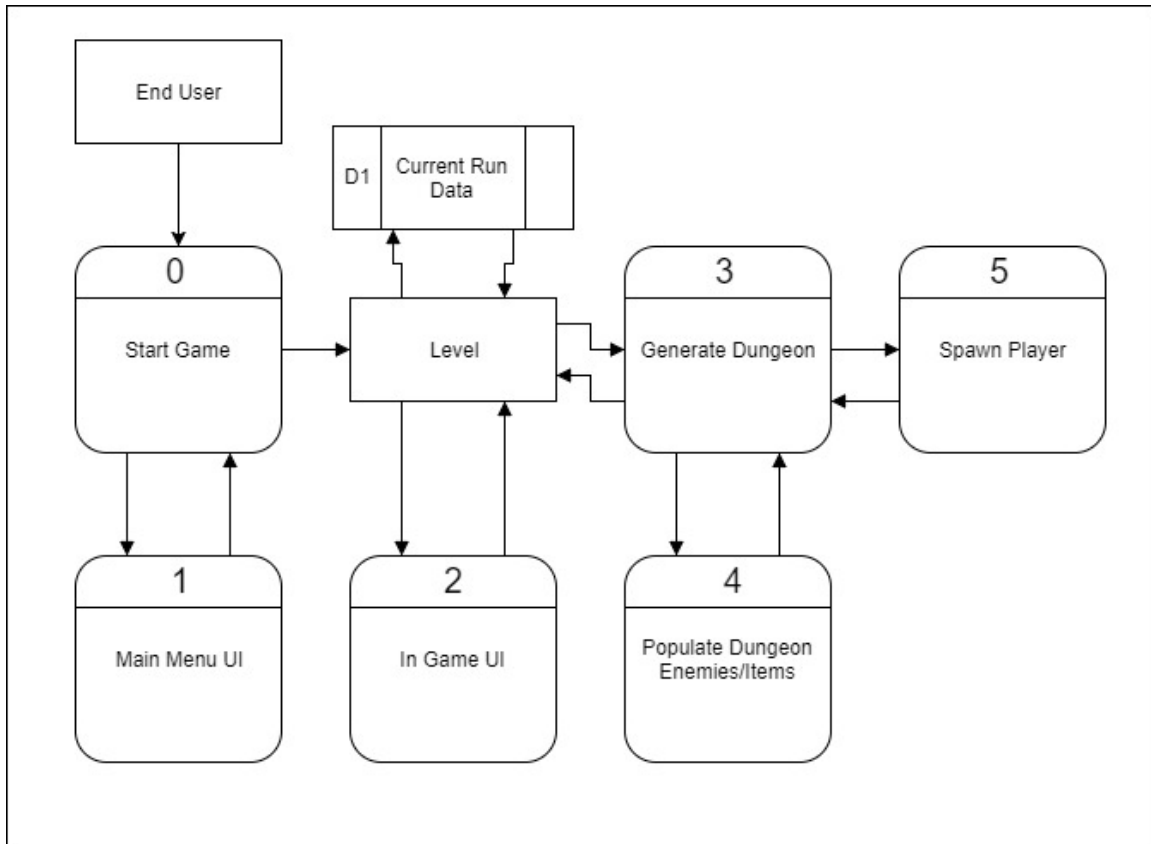 End User
D1
Current Run
Data
0
Start Game
Level
3
Generate Dungeon
5
Spawn Player
1
Main Menu UI
2
In Game UI
4
Populate Dungeon
Enemies/Items